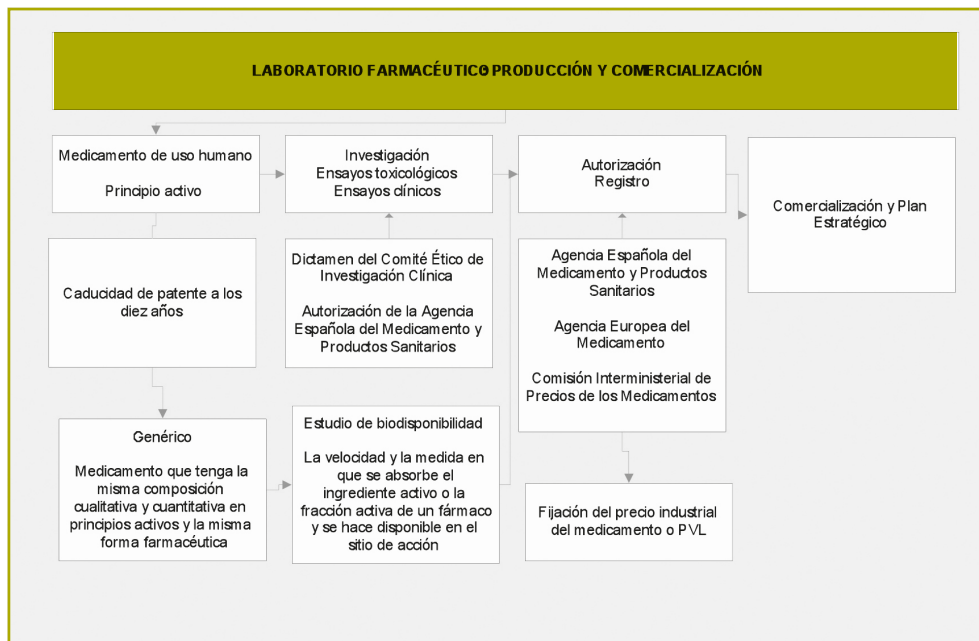 LABORATORIO FARMACÉUTICO: PRODUCCIÓN Y COMERCIALIZACIÓN
Medicamento de uso humano
Principio activo
Investigación
Ensayos toxicológicos
Ensayos clínicos
Autorización
Registro
Comercialización y Plan
Estratégico
Caducidad de patente a los
diez años
Dictamen del Comité Ético de
Investigación Clínica
Autorización de la Agencia
Española del Medicamento y
Productos Sanitarios
Agencia Española del
Medicamento y Productos
Sanitarios
Agencia Europea del
Medicamento
Comisión Interministerial de
Precios de los Medicamentos
Genérico
Medicamento que tenga la
misma composición
cualitativa y cuantitativa en
principios activos y la misma
forma farmacéutica
Estudio de biodisponibilidad
La velocidad y la medida en
que se absorbe el
ingrediente activo o la
fracción activa de un fármaco
y se hace disponible en el
sitio de acción
Fijación del precio industrial
del medicamento o PVL